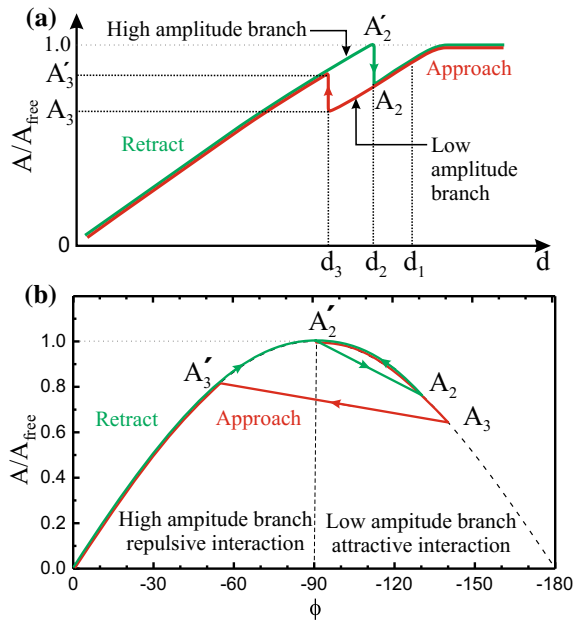 (a)
High amplitude branch
A′2
1.0
A′3
Approach
A3
A2
Retract
Low
amplitude
branch
A/Afree
0
d3
d2
d1
d
(b)
A′2
1.0
A′3
0.8
A2
Retract
Approach
A3
0.6
A/Afree
0.4
High ampitude branch
repulsive interaction
Low ampitude branch
attractive interaction
0.2
0.0
0
-30
-60
-90
-120
-150
-180
ϕ